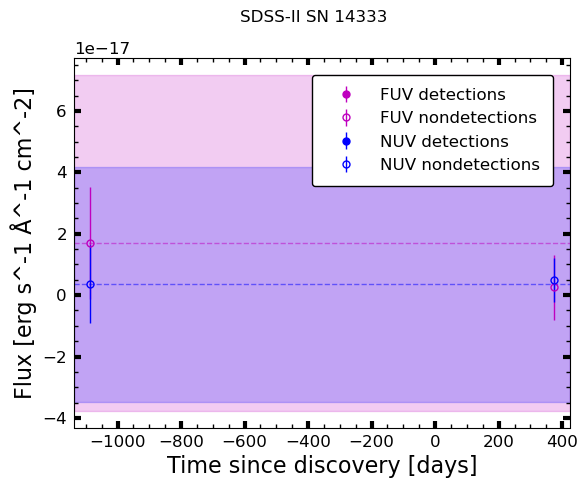 SDSS-II SN 14333
1e−17
FUV detections
FUV nondetections
NUV detections
NUV nondetections
6
4
2
0
−2
−4
Flux [erg s^-1 Å^-1 cm^-2]
−1000 −800 −600 −400 −200 0 200 400
Time since discovery [days]